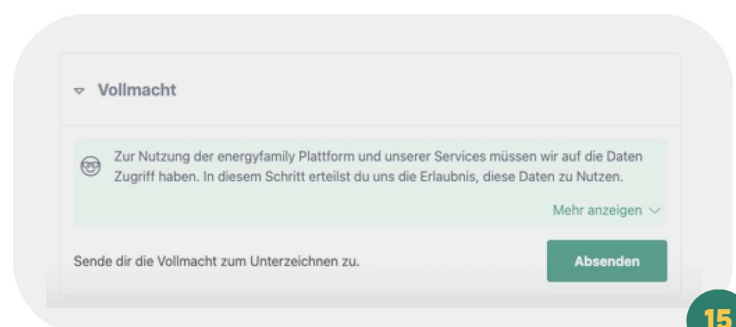 Vollmacht
Zur Nutzung der energyfamily Plattform und unserer Services müssen wir auf die Daten
Zugriff haben. In diesem Schritt erteilst du uns die Erlaubnis, diese Daten zu Nutzen.
Mehr anzeigen
Sende dir die Vollmacht zum Unterzeichnen zu.
Absenden
15